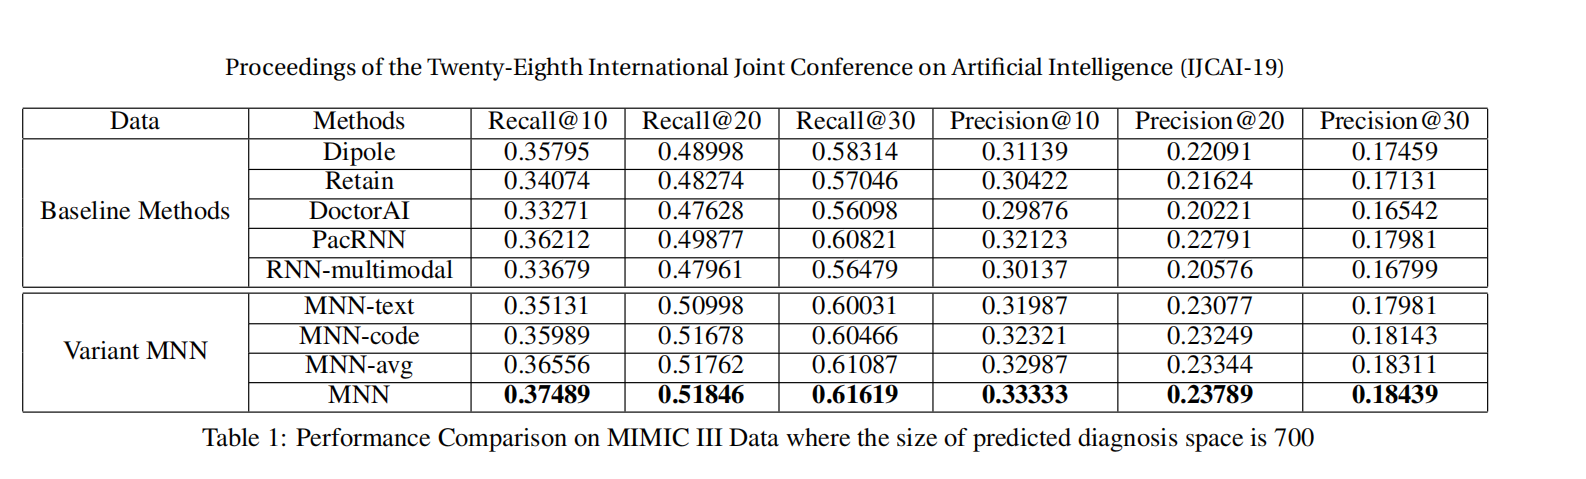 Proceedings of the Twenty-Eighth International Joint Conference on Artificial Intelligence (IJCAI-19)
Data Methods Recall@10 Recall@20 Recall@30 Precision@10 Precision@20 Precision@30
Baseline Methods
Dipole 0.35795 0.48998 0.58314 0.31139 0.22091 0.17459
Retain 0.34074 0.48274 0.57046 0.30422 0.21624 0.17131
DoctorAI 0.33271 0.47628 0.56098 0.29876 0.20221 0.16542
PacRNN 0.36212 0.49877 0.60821 0.32123 0.22791 0.17981
RNN-multimodal 0.33679 0.47961 0.56479 0.30137 0.20576 0.16799
Variant MNN
MNN-text 0.35131 0.50998 0.60031 0.31987 0.23077 0.17981
MNN-code 0.35989 0.51678 0.60466 0.32321 0.23249 0.18143
MNN-avg 0.36556 0.51762 0.61087 0.32987 0.23344 0.18311
MNN 0.37489 0.51846 0.61619 0.33333 0.23789 0.18439
Table 1: Performance Comparison on MIMIC III Data where the size of predicted diagnosis space is 700